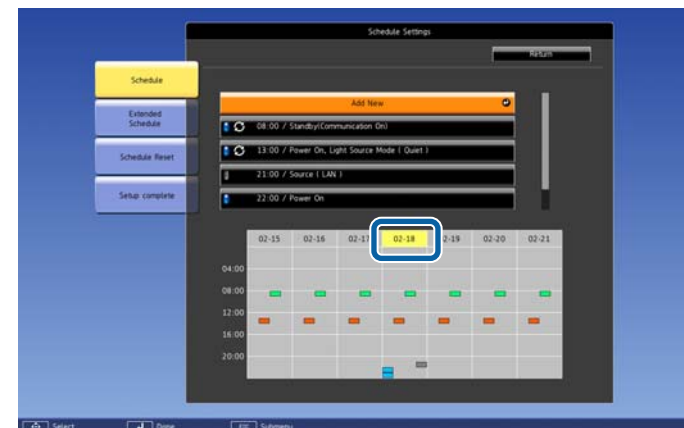 Schedule Settings
Return
Schedule
Extended
Schedule
Schedule Reset
Setup complete
Add New
08:00 / Standby(Communication On)
13:00 / Power On, Light Source Mode ( Quiet )
21:00 / Source ( LAN )
22:00 / Power On
02-15 02-16 02-17 02-18 02-19 02-20 02-21
04:00
08:00
12:00
16:00
20:00
Select Done ESC Submenu